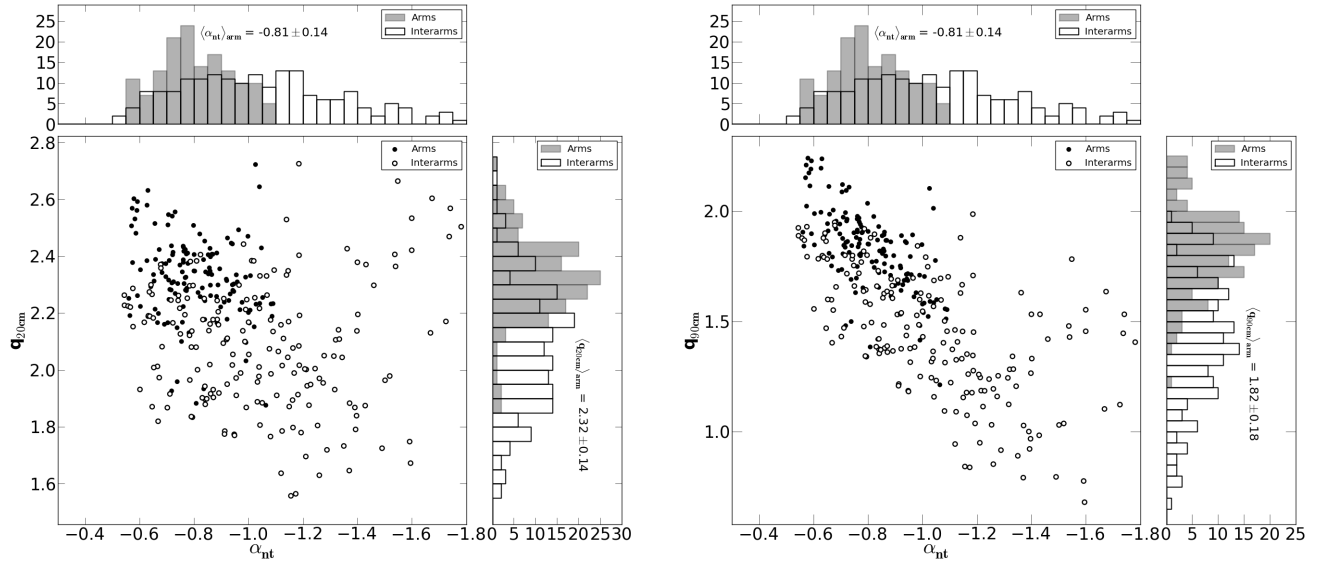 25
20
15
10
5
0
⟨α_nt⟩_arm = -0.81 ± 0.14
Arms
Interarms
2.8
2.6
2.4
2.2
2.0
1.8
1.6
q_20cm
−0.4 −0.6 −0.8 −1.0 −1.2 −1.4 −1.6 −1.8
α_nt
Arms
Interarms
Arms
Interarms
⟨q_20cm⟩_arm = 2.32 ± 0.14
0 5 10 15 20 25 30
25
20
15
10
5
0
⟨α_nt⟩_arm = -0.81 ± 0.14
Arms
Interarms
2.0
1.5
1.0
q_90cm
−0.4 −0.6 −0.8 −1.0 −1.2 −1.4 −1.6 −1.8
α_nt
Arms
Interarms
Arms
Interarms
⟨q_90cm⟩_arm = 1.82 ± 0.18
0 5 10 15 20 25